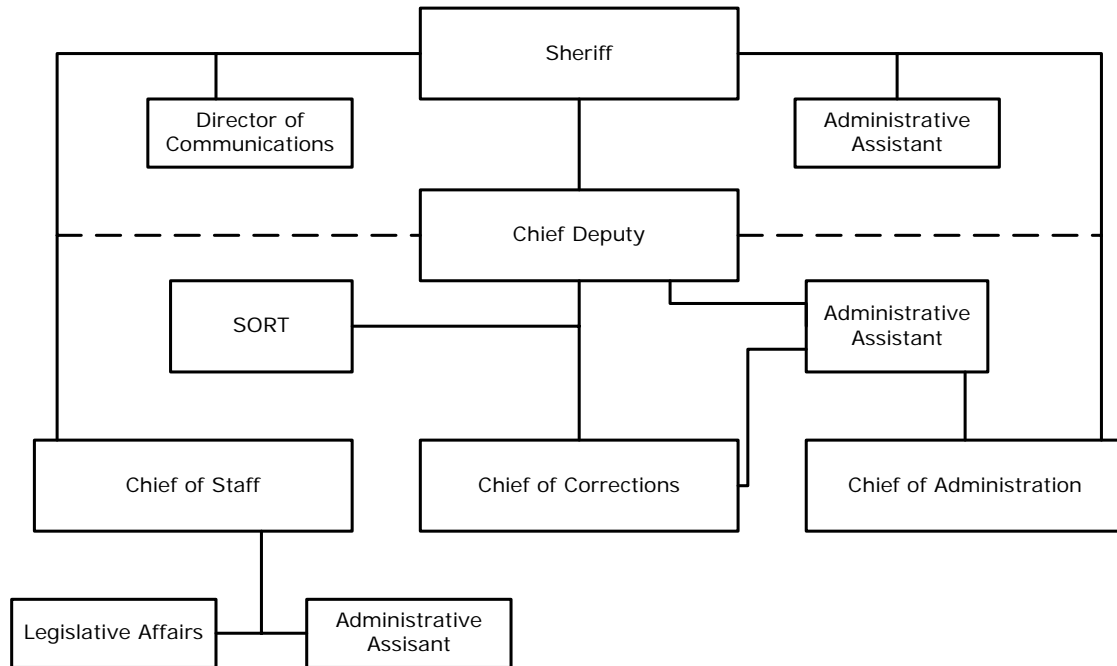 Sheriff
Director of
Communications
Administrative
Assistant
Chief Deputy
SORT
Administrative
Assistant
Chief of Staff
Chief of Corrections
Chief of Administration
Legislative Affairs
Administrative
Assisant